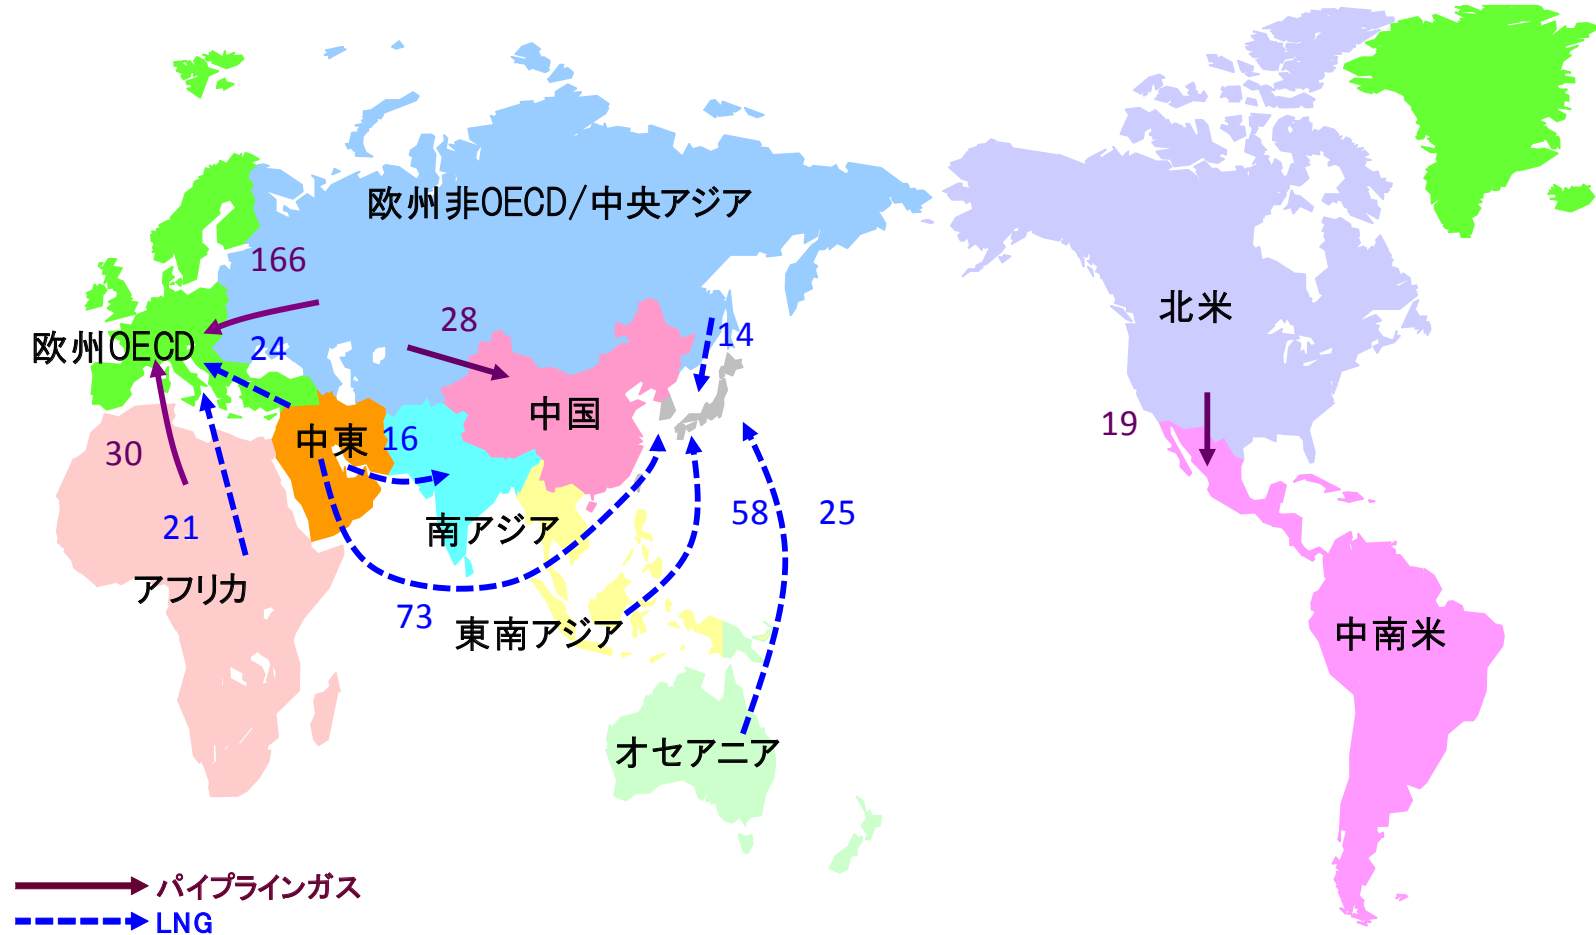 欧州非OECD/中央アジア
166
28
14
北米
欧州OECD
24
中国
中東
16
19
30
21
南アジア
58
25
アフリカ
73
東南アジア
中南米
オセアニア
パイプラインガス
LNG